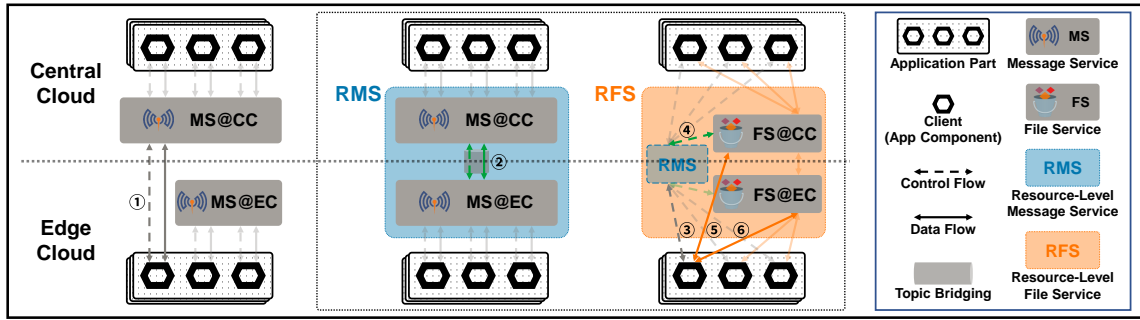 Central
Cloud
Edge
Cloud
MS@CC
①
MS@EC
RMS
MS@CC
②
MS@EC
RFS
④
FS@CC
RMS
FS@EC
③
⑤
⑥
Application Part
MS
Message Service
Client
(App Component)
FS
File Service
Control Flow
RMS
Resource-Level
Message Service
Data Flow
Topic Bridging
RFS
Resource-Level
File Service